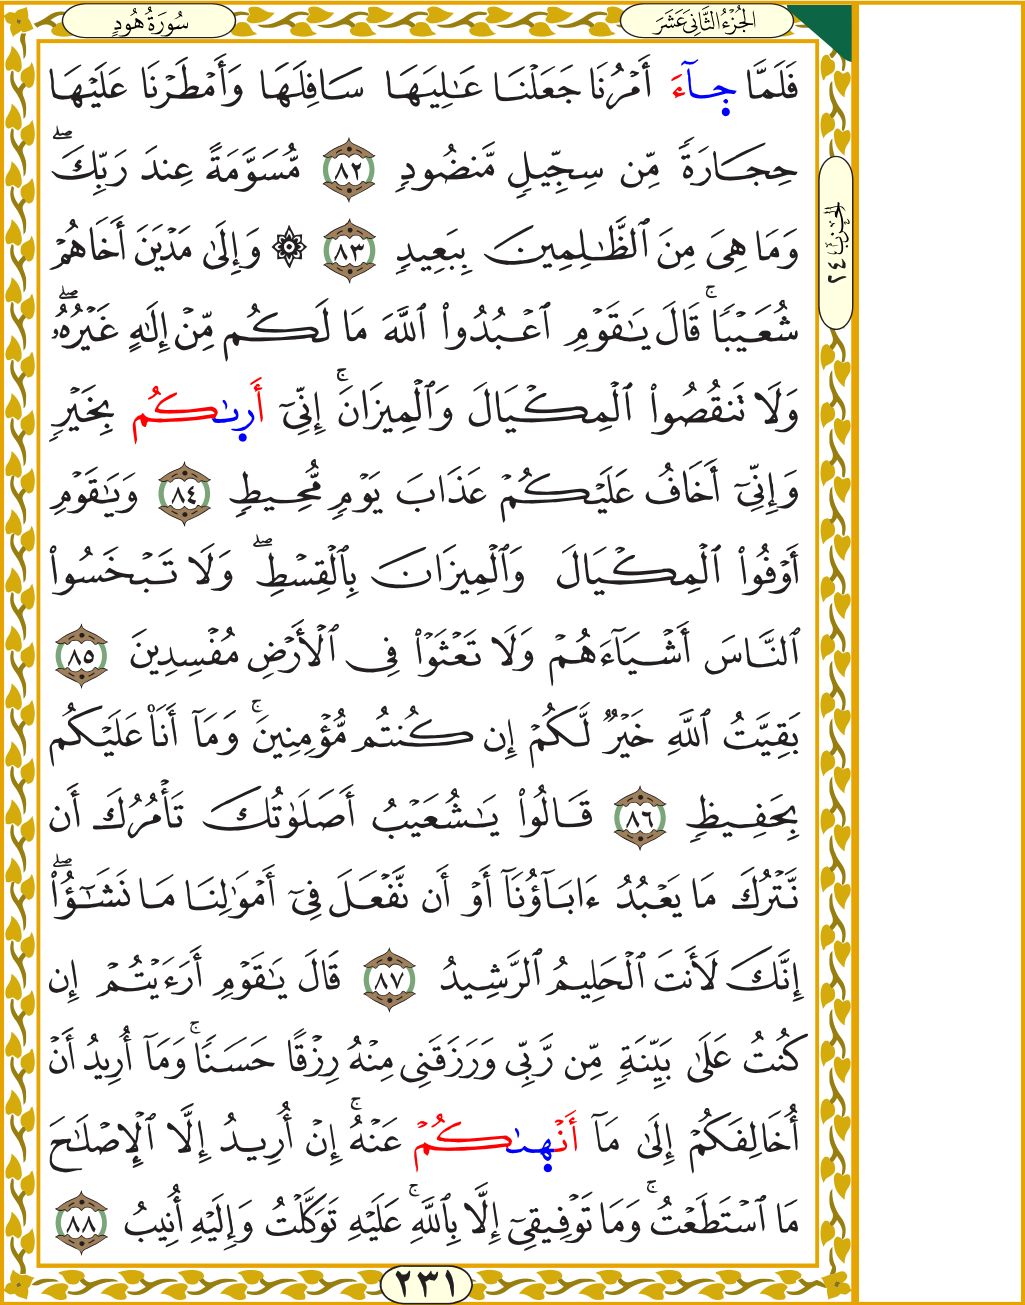 الجُزْءُ الثَّانِي عَشَرَ
سُورَةُ هُودٍ
فَلَمَّا جِآءَ أَمۡرُنَا جَعَلۡنَا عَٰلِيَهَا سَافِلَهَا وَأَمۡطَرۡنَا عَلَيۡهَا
حِجَارَةٗ مِّن سِجِّيلٖ مَّنضُودٖ ٨٢ مُّسَوَّمَةً عِندَ رَبِّكَۖ
وَمَا هِيَ مِنَ ٱلظَّٰلِمِينَ بِبَعِيدٖ ٨٣ ۞ وَإِلَىٰ مَدۡيَنَ أَخَاهُمۡ
شُعَيۡبٗاۚ قَالَ يَٰقَوۡمِ ٱعۡبُدُواْ ٱللَّهَ مَا لَكُم مِّنۡ إِلَٰهٍ غَيۡرُهُۥۖ
وَلَا تَنقُصُواْ ٱلۡمِكۡيَالَ وَٱلۡمِيزَانَۚ إِنِّيٓ أَرِىٰكُم بِخَيۡرٖ
وَإِنِّيٓ أَخَافُ عَلَيۡكُمۡ عَذَابَ يَوۡمٖ مُّحِيطٖ ٨٤ وَيَٰقَوۡمِ
أَوۡفُواْ ٱلۡمِكۡيَالَ وَٱلۡمِيزَانَ بِٱلۡقِسۡطِۖ وَلَا تَبۡخَسُواْ
ٱلنَّاسَ أَشۡيَآءَهُمۡ وَلَا تَعۡثَوۡاْ فِي ٱلۡأَرۡضِ مُفۡسِدِينَ ٨٥
بَقِيَّتُ ٱللَّهِ خَيۡرٞ لَّكُمۡ إِن كُنتُم مُّؤۡمِنِينَۚ وَمَآ أَنَا۠ عَلَيۡكُم
بِحَفِيظٖ ٨٦ قَالُواْ يَٰشُعَيۡبُ أَصَلَوٰتُكَ تَأۡمُرُكَ أَن
نَّتۡرُكَ مَا يَعۡبُدُ ءَابَآؤُنَآ أَوۡ أَن نَّفۡعَلَ فِيٓ أَمۡوَٰلِنَا مَا نَشَٰٓؤُاْۖ
إِنَّكَ لَأَنتَ ٱلۡحَلِيمُ ٱلرَّشِيدُ ٨٧ قَالَ يَٰقَوۡمِ أَرَءَيۡتُمۡ إِن
كُنتُ عَلَىٰ بَيِّنَةٖ مِّن رَّبِّي وَرَزَقَنِي مِنۡهُ رِزۡقًا حَسَنٗاۚ وَمَآ أُرِيدُ أَنۡ
أُخَالِفَكُمۡ إِلَىٰ مَآ أَنۡهِىٰكُمۡ عَنۡهُۚ إِنۡ أُرِيدُ إِلَّا ٱلۡإِصۡلَٰحَ
مَا ٱسۡتَطَعۡتُۚ وَمَا تَوۡفِيقِيٓ إِلَّا بِٱللَّهِۚ عَلَيۡهِ تَوَكَّلۡتُ وَإِلَيۡهِ أُنِيبُ ٨٨
الحِزْبُ ٢٤
٢٣١